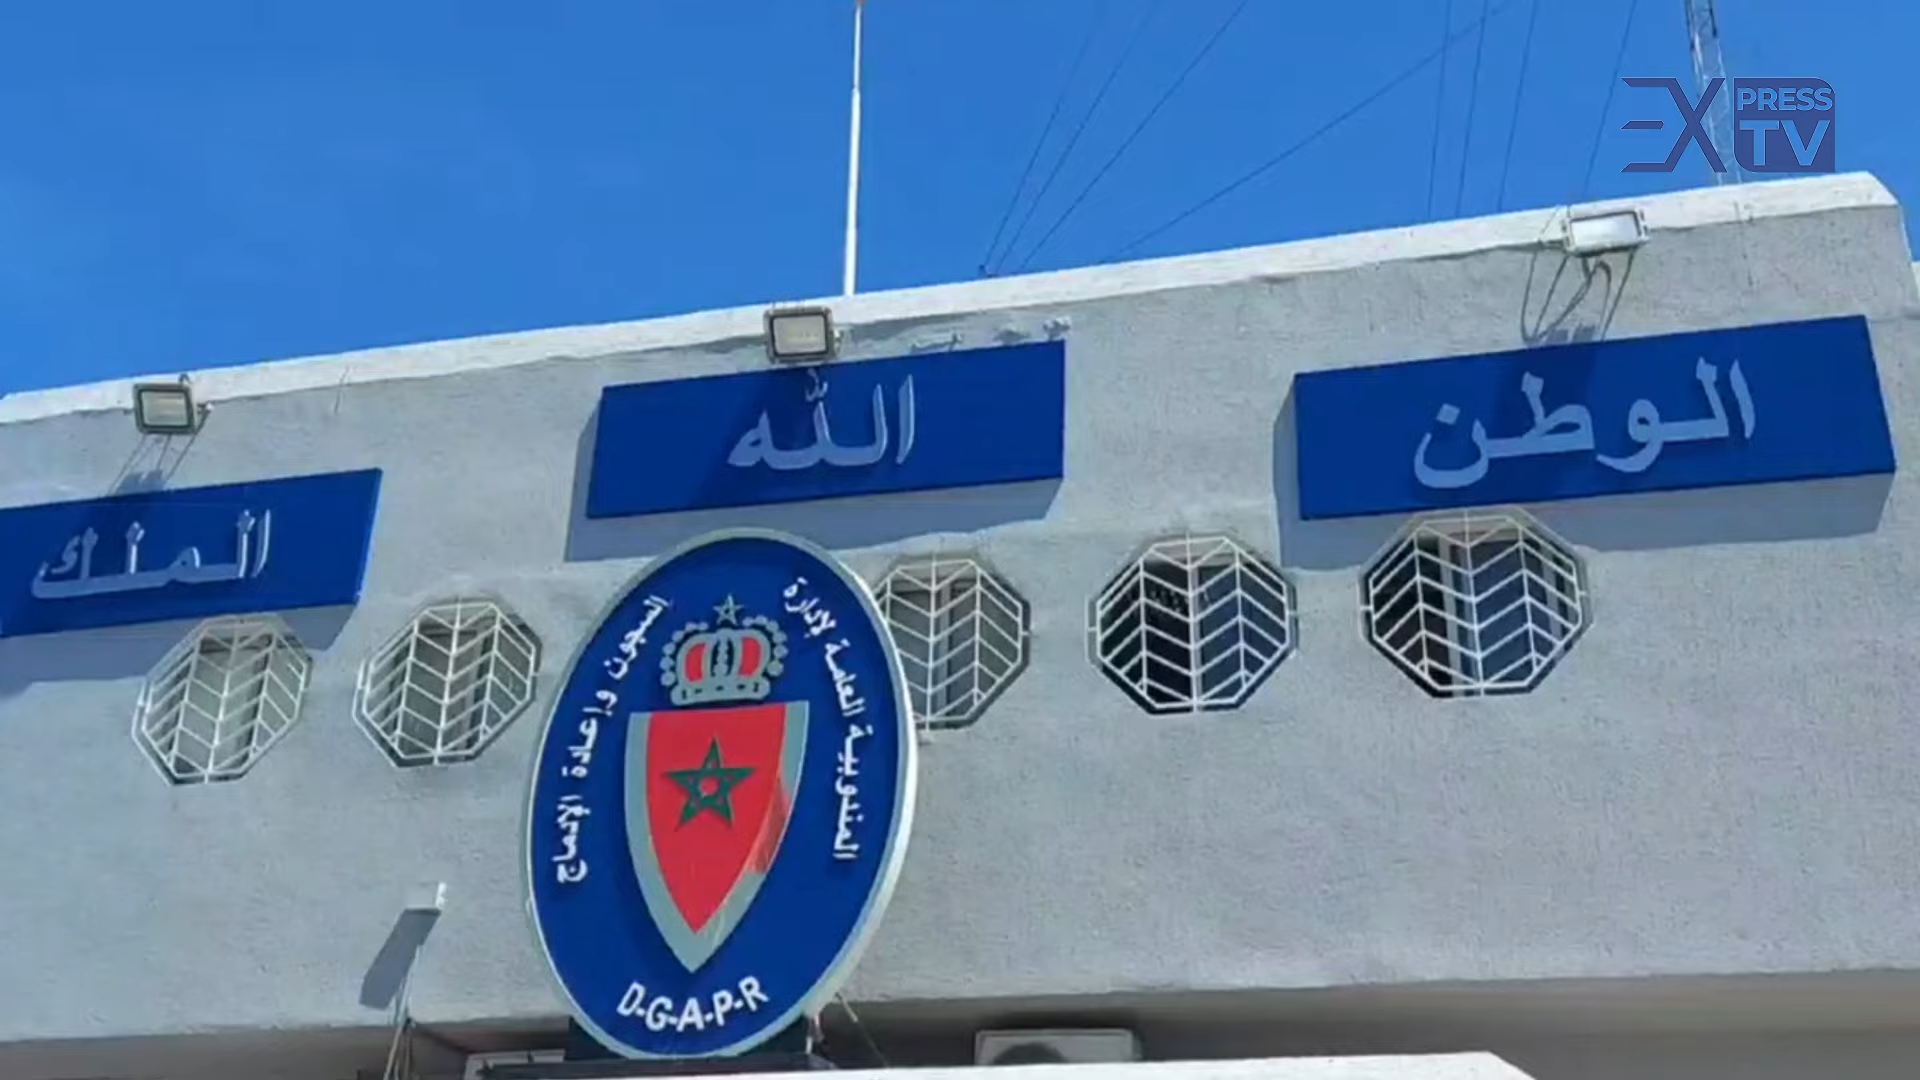 EX PRESS TV
الوطن
الله
الملك
المندوبية العامة لإدارة
السجون وإعادة الإدماج
D-G-A-P-R